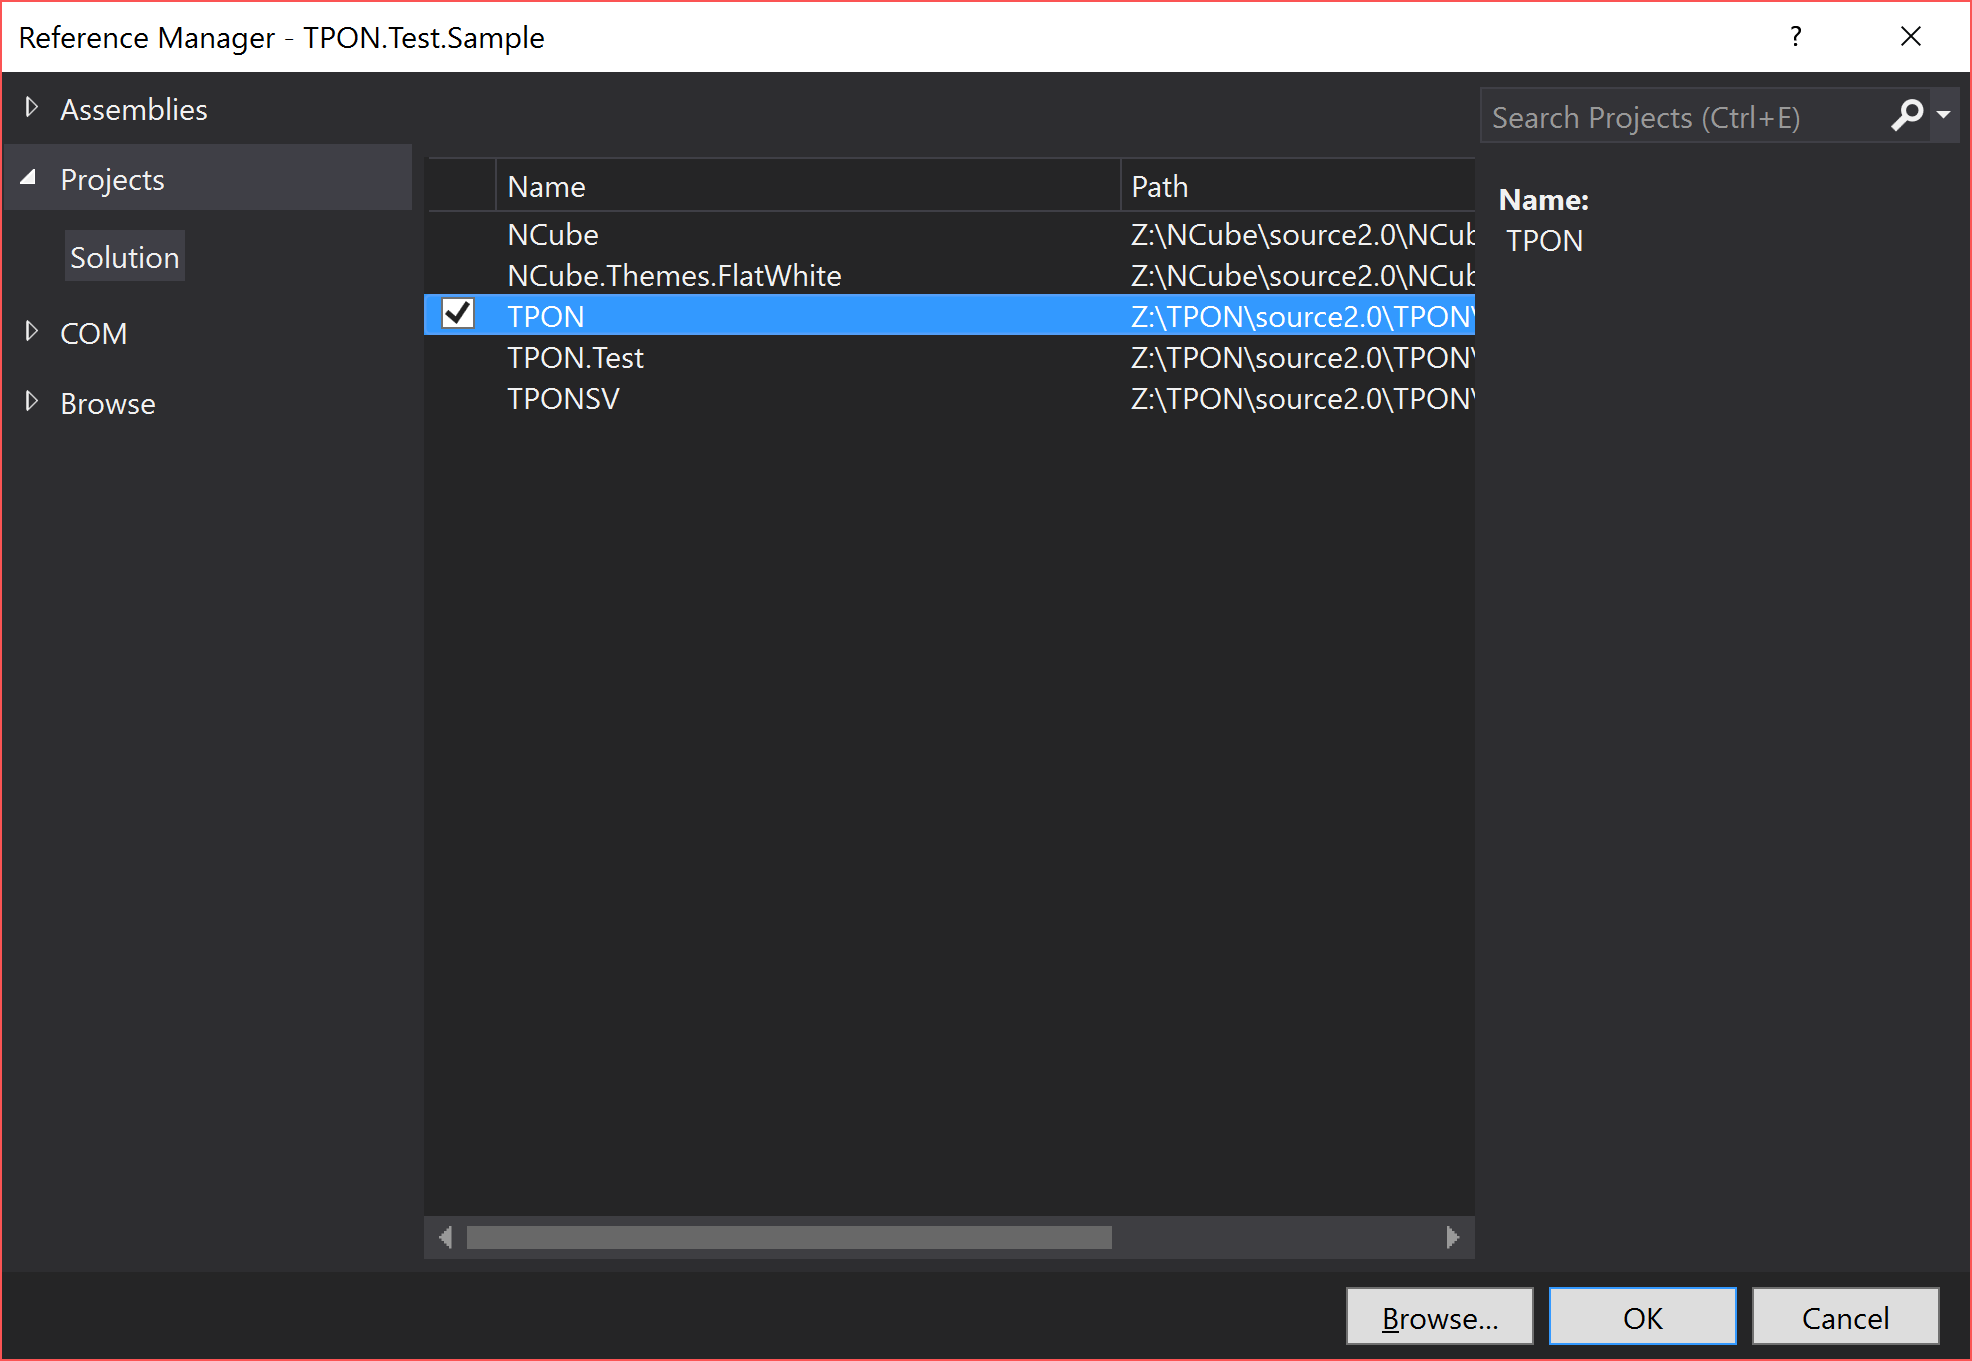 Reference Manager - TPON.Test.Sample
?
Assemblies
Projects
Solution
COM
Browse
Search Projects (Ctrl+E)
Name Path
NCube Z:\NCube\source2.0\NCub
NCube.Themes.FlatWhite Z:\NCube\source2.0\NCub
TPON Z:\TPON\source2.0\TPON\
TPON.Test Z:\TPON\source2.0\TPON\
TPONSV Z:\TPON\source2.0\TPON\
Name:
TPON
Browse...
OK
Cancel